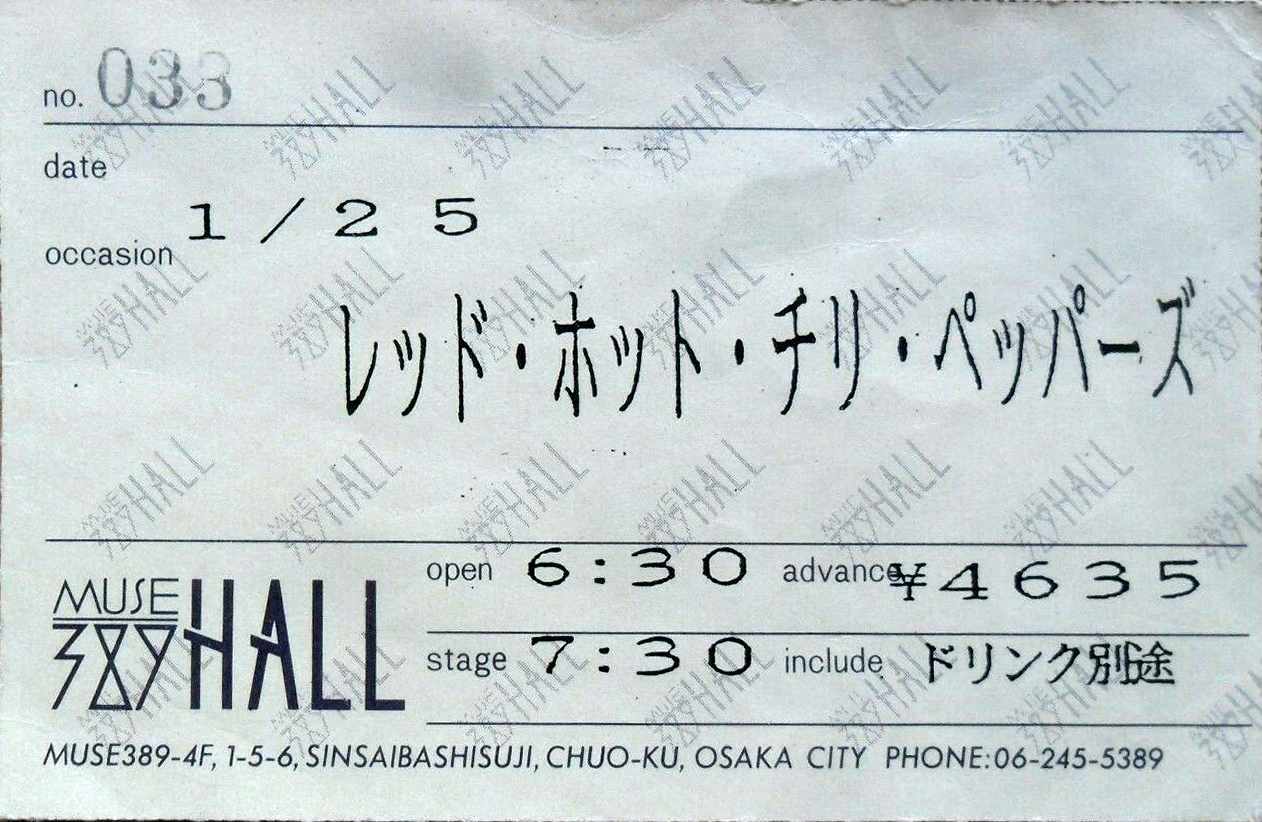 no. 033
date
1/25
occasion
レッド・ホット・チリ・ペッパーズ
open 6:30 advance ¥4635
MUSE
389 HALL
stage 7:30 include ドリンク別途
MUSE389-4F, 1-5-6, SINSAIBASHISUJI, CHUO-KU, OSAKA CITY PHONE:06-245-5389